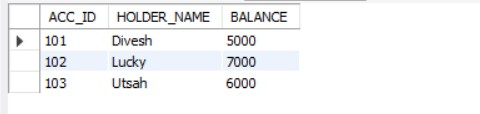 ACC_ID HOLDER_NAME BALANCE
101 Divesh 5000
102 Lucky 7000
103 Utsah 6000